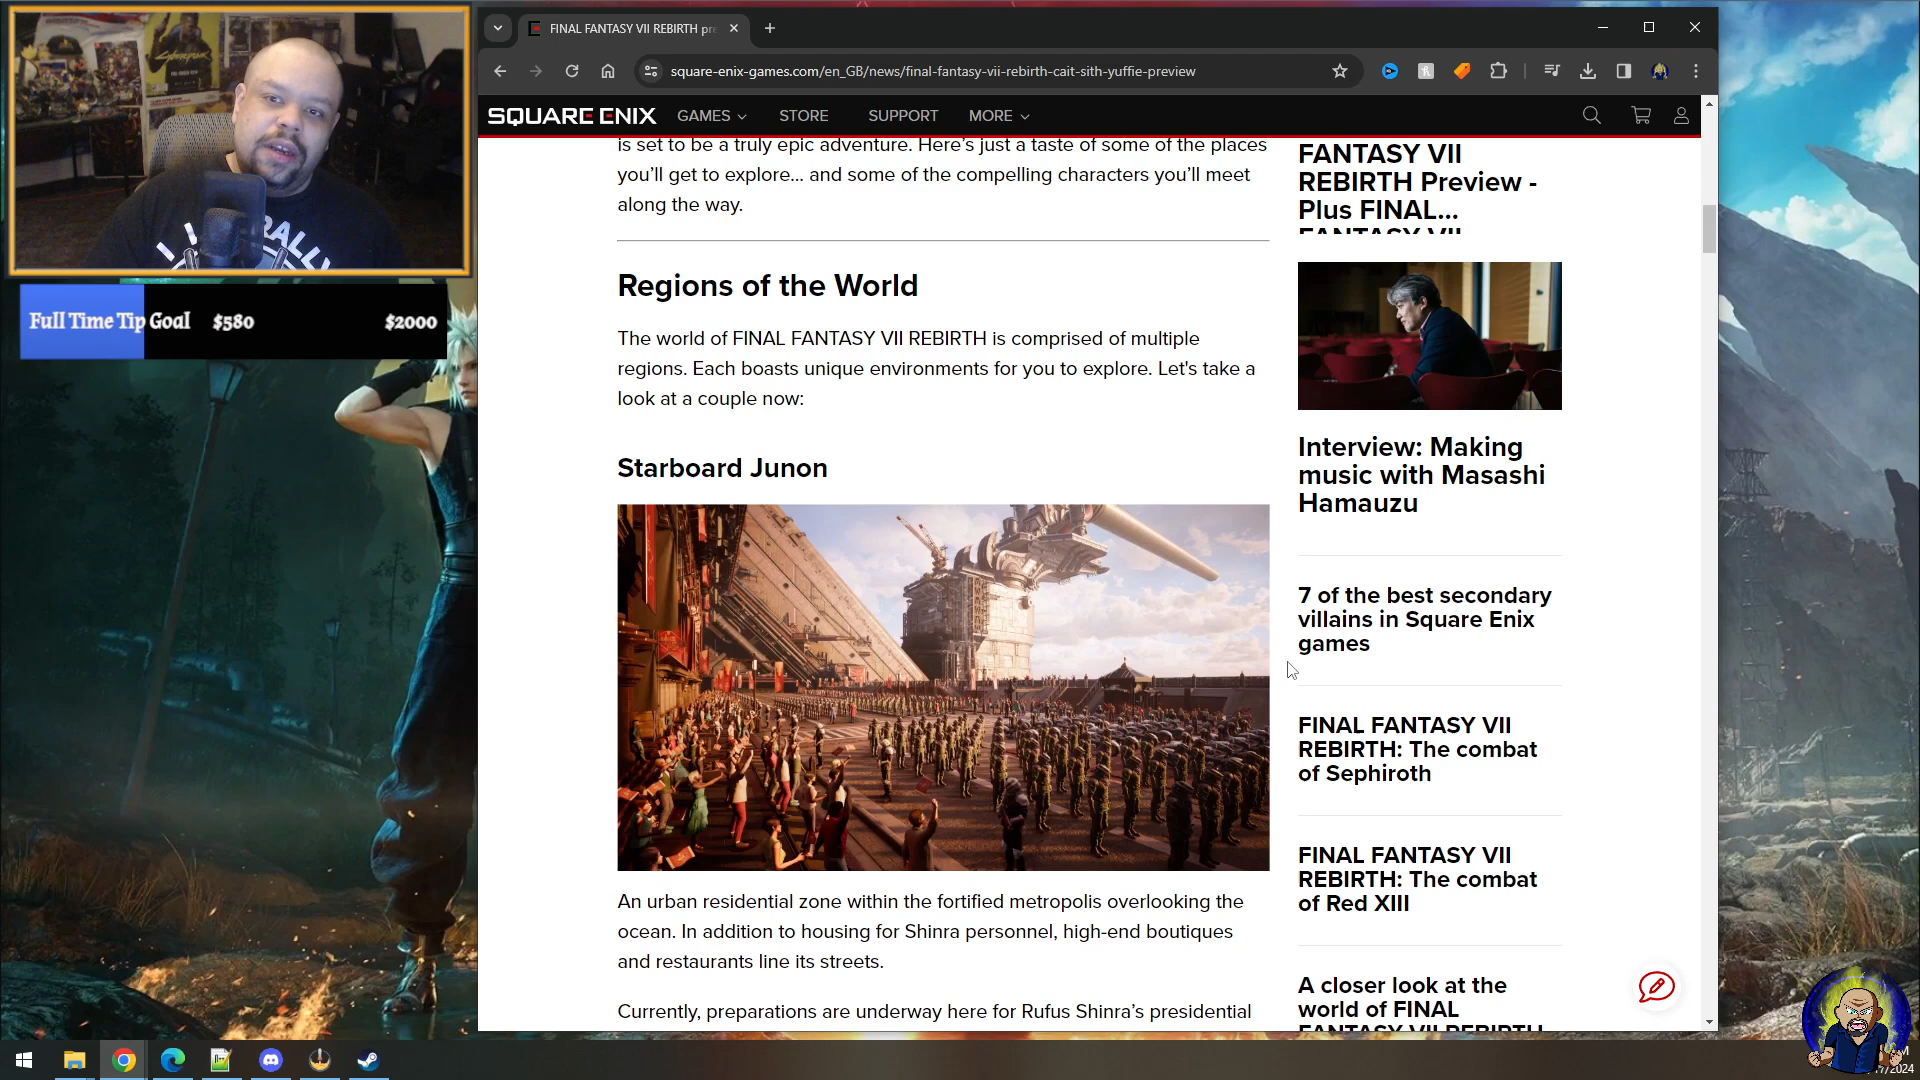 FINAL FANTASY VII REBIRTH pre
square-enix-games.com/en_GB/news/final-fantasy-vii-rebirth-cait-sith-yuffie-preview
SQUARE ENIX
GAMES
STORE
SUPPORT
MORE
is set to be a truly epic adventure. Here’s just a taste of some of the places
you’ll get to explore… and some of the compelling characters you’ll meet
along the way.
Regions of the World
The world of FINAL FANTASY VII REBIRTH is comprised of multiple
regions. Each boasts unique environments for you to explore. Let's take a
look at a couple now:
Starboard Junon
An urban residential zone within the fortified metropolis overlooking the
ocean. In addition to housing for Shinra personnel, high-end boutiques
and restaurants line its streets.
Currently, preparations are underway here for Rufus Shinra’s presidential
FANTASY VII
REBIRTH Preview -
Plus FINAL...
FANTASY VII
Interview: Making
music with Masashi
Hamauzu
7 of the best secondary
villains in Square Enix
games
FINAL FANTASY VII
REBIRTH: The combat
of Sephiroth
FINAL FANTASY VII
REBIRTH: The combat
of Red XIII
A closer look at the
world of FINAL
FANTASY VII REBIRTH
Full Time Tip Goal $580 $2000